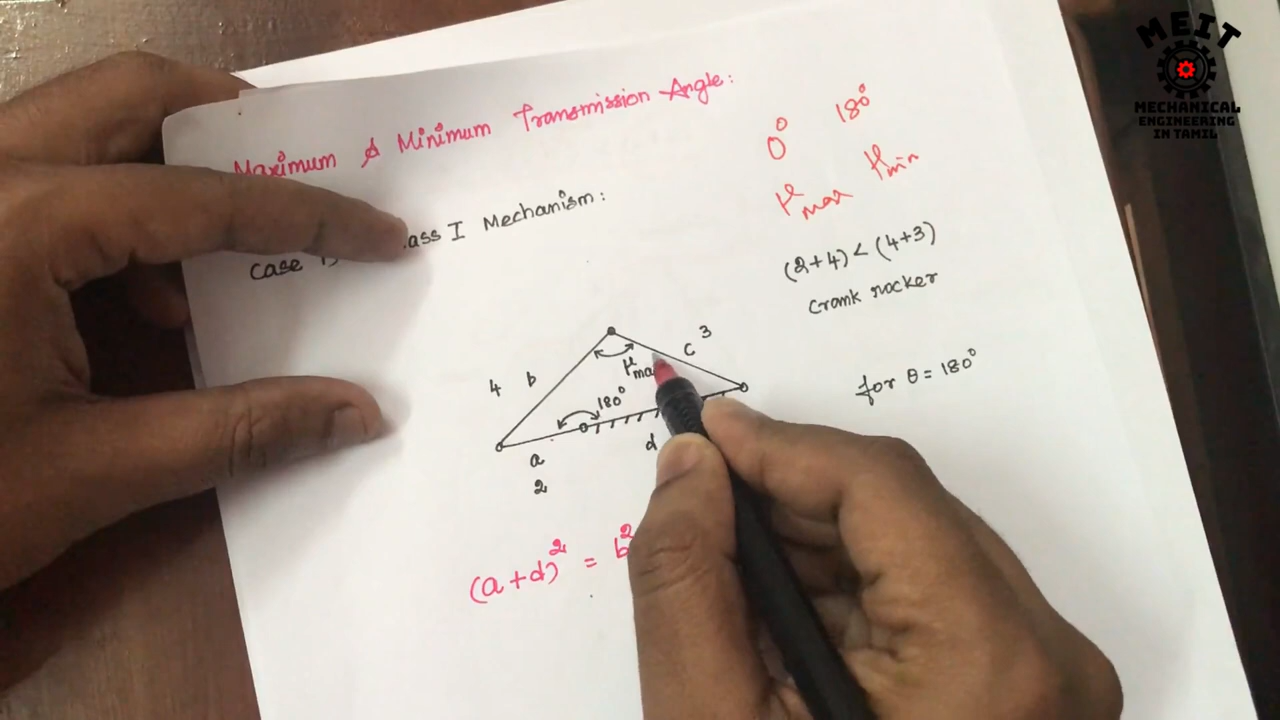 MEIT
MECHANICAL
ENGINEERING
IN TAMIL
Maximum & Minimum Transmission Angle:
0° 180°
μmax μmin
Case I Mechanism:
(2+4) < (4+3)
Crank rocker
for θ = 180°
4 b
c 3
180°
a
2
d
(a+d)² = b²